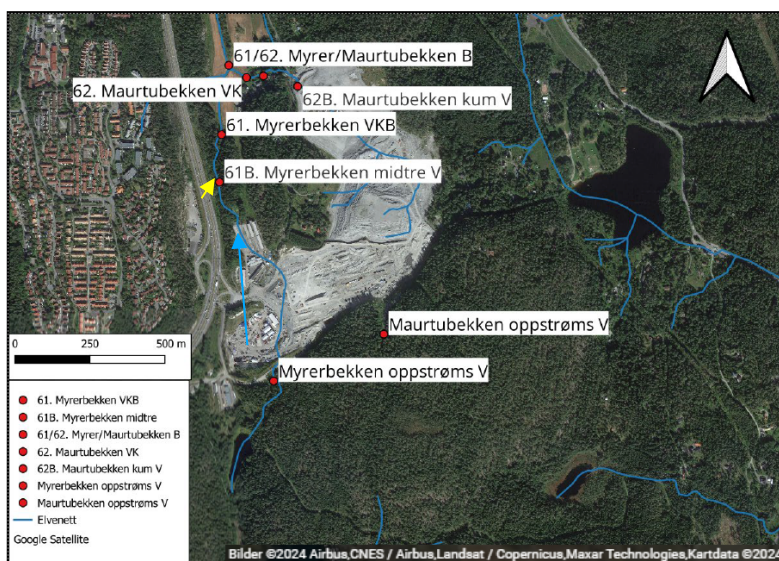 61/62. Myrer/Maurtubekken B
62. Maurtubekken VK
62B. Maurtubekken kum V
61. Myrerbekken VKB
61B. Myrerbekken midtre V
Maurtubekken oppstrøms V
Myrerbekken oppstrøms V
0 250 500 m
61. Myrerbekken VKB
61B. Myrerbekken midtre
61/62. Myrer/Maurtubekken B
62. Maurtubekken VK
62B. Maurtubekken kum V
Myrerbekken oppstrøms V
Maurtubekken oppstrøms V
Elvenett
Google Satellite
Bilder ©2024 Airbus,CNES / Airbus,Landsat / Copernicus,Maxar Technologies,Kartdata ©2024